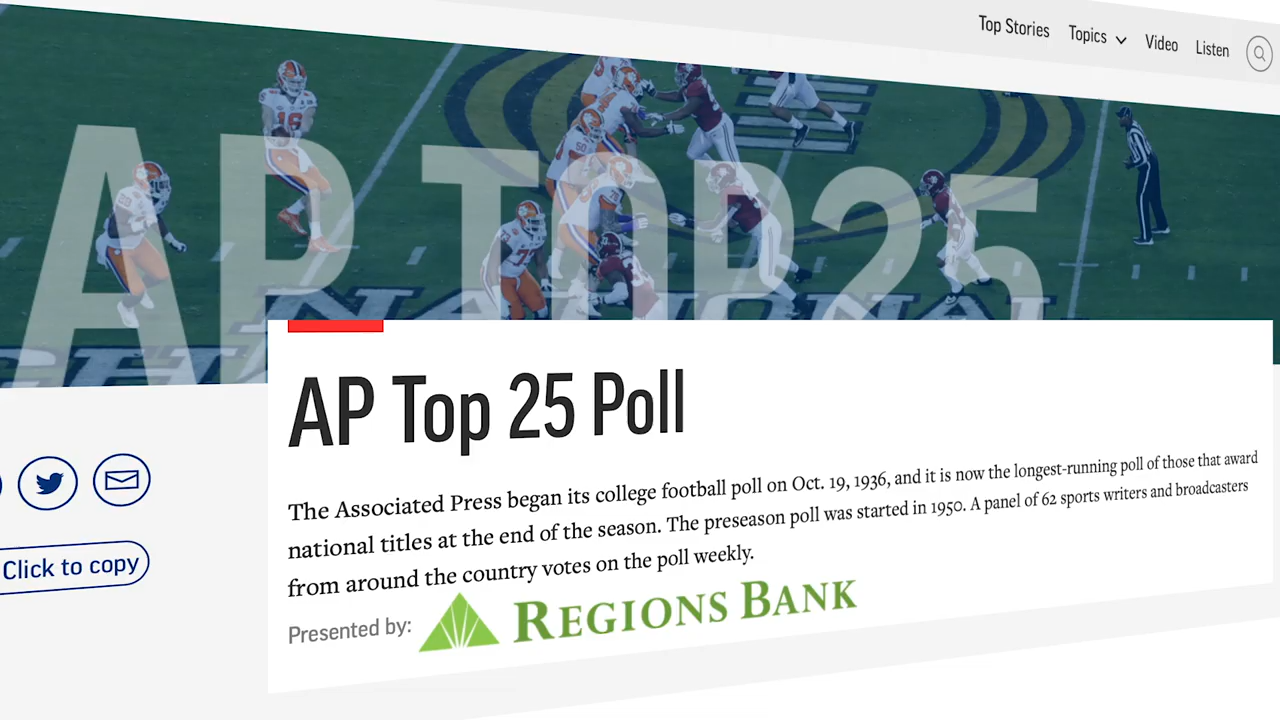 Top Stories Topics Video Listen
AP TOP 25
NATIONAL
AP Top 25 Poll
The Associated Press began its college football poll on Oct. 19, 1936, and it is now the longest-running poll of those that award
national titles at the end of the season. The preseason poll was started in 1950. A panel of 62 sports writers and broadcasters
from around the country votes on the poll weekly.
Click to copy
Presented by: REGIONS BANK